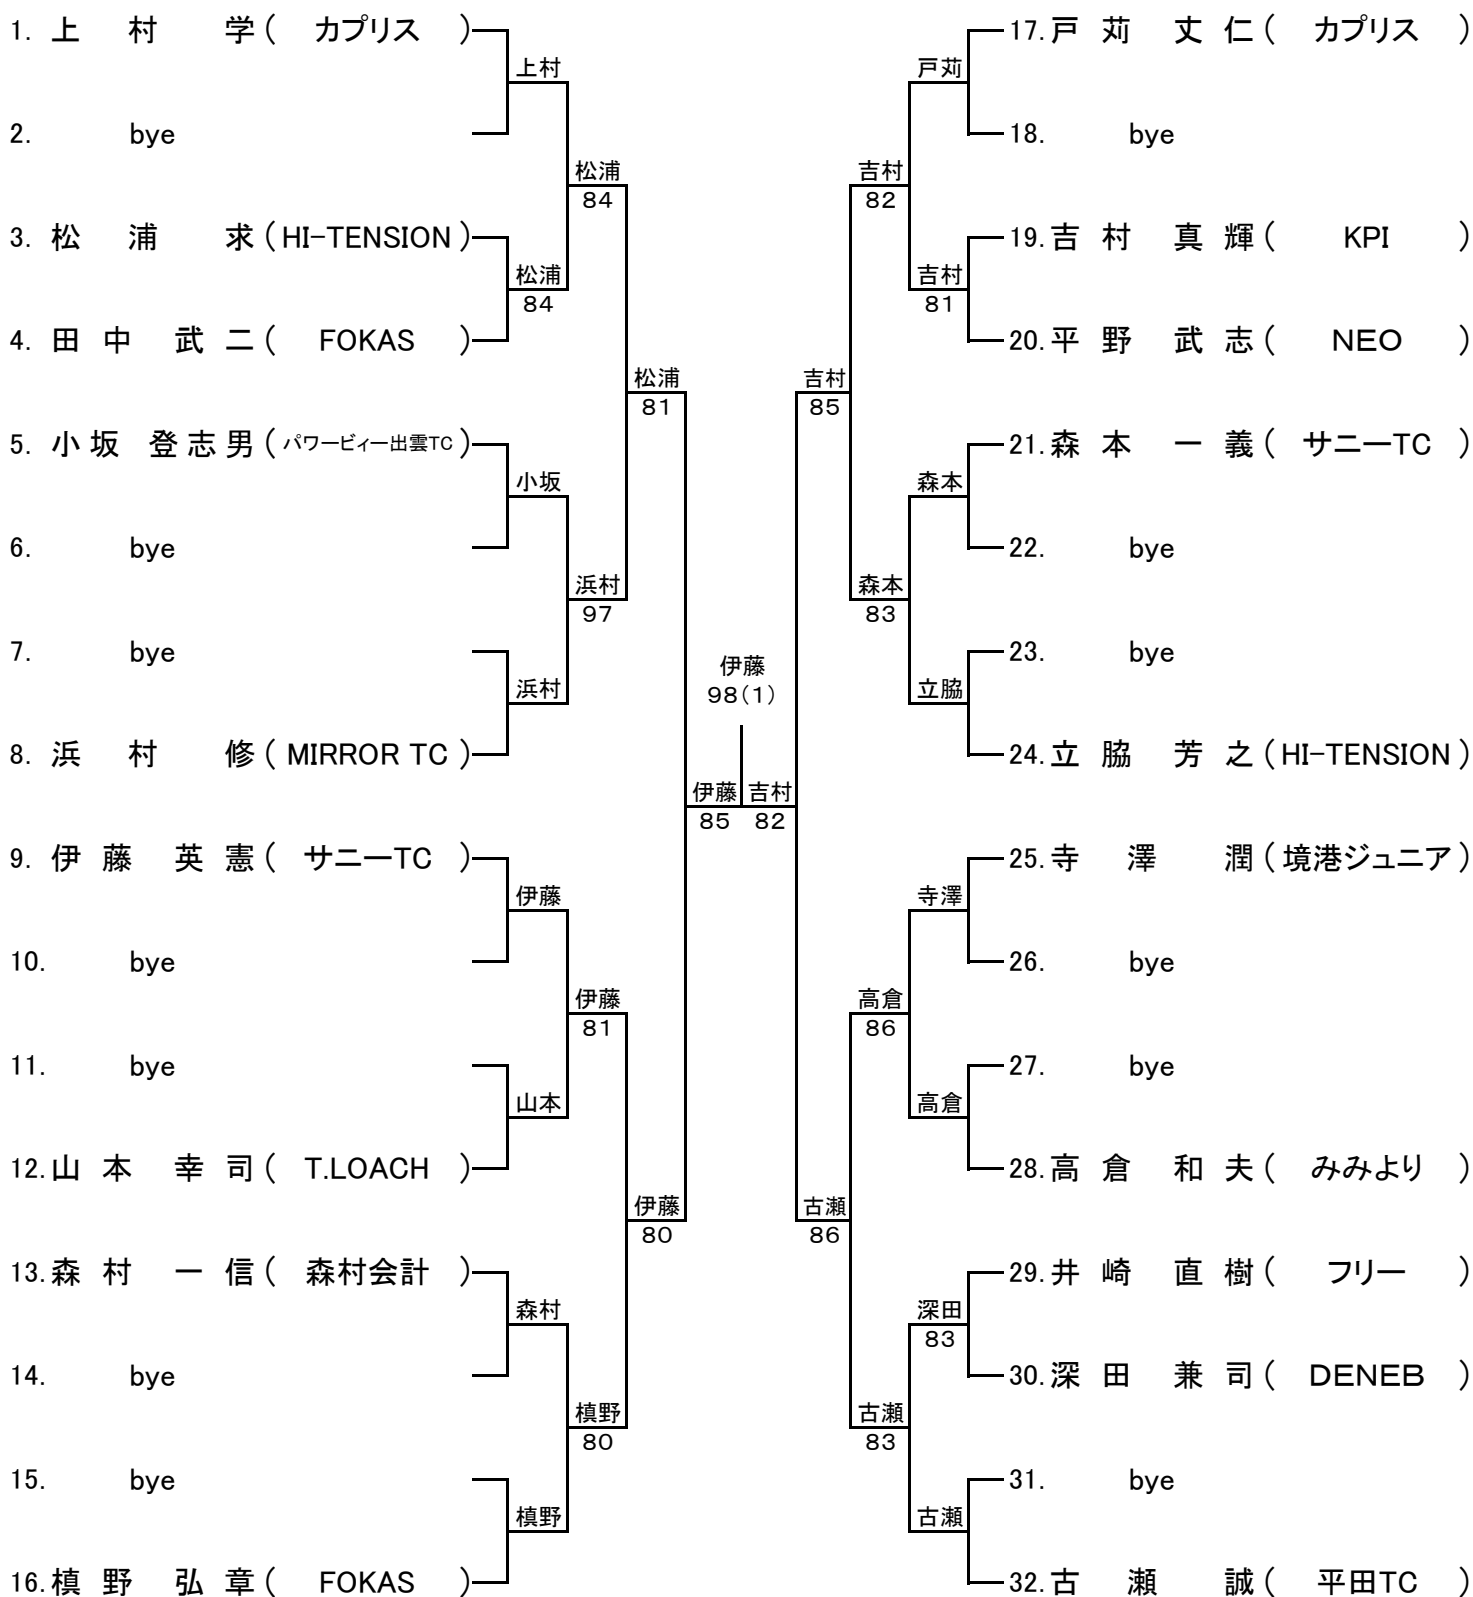 1. 上村 学 ( カプリス )
2. bye
3. 松浦 求 ( HI-TENSION )
4. 田中 武二 ( FOKAS )
5. 小坂 登志男 ( パワービィー出雲TC )
6. bye
7. bye
8. 浜村 修 ( MIRROR TC )
9. 伊藤 英憲 ( サニーTC )
10. bye
11. bye
12. 山本 幸司 ( T.LOACH )
13. 森村 一信 ( 森村会計 )
14. bye
15. bye
16. 槙野 弘章 ( FOKAS )
上村
松浦
84
小坂
浜村
伊藤
山本
森村
槙野
松浦
84
浜村
97
伊藤
81
槙野
80
松浦
81
伊藤
80
伊藤
85
伊藤
98(1)
吉村
82
吉村
85
古瀬
86
吉村
82
森本
83
高倉
86
古瀬
83
戸苅
吉村
81
森本
立脇
寺澤
高倉
深田
83
古瀬
17. 戸苅 丈仁 ( カプリス )
18. bye
19. 吉村 真輝 ( KPI )
20. 平野 武志 ( NEO )
21. 森本 一義 ( サニーTC )
22. bye
23. bye
24. 立脇 芳之 ( HI-TENSION )
25. 寺澤 潤 ( 境港ジュニア )
26. bye
27. bye
28. 高倉 和夫 ( みみより )
29. 井崎 直樹 ( フリー )
30. 深田 兼司 ( DENEB )
31. bye
32. 古瀬 誠 ( 平田TC )